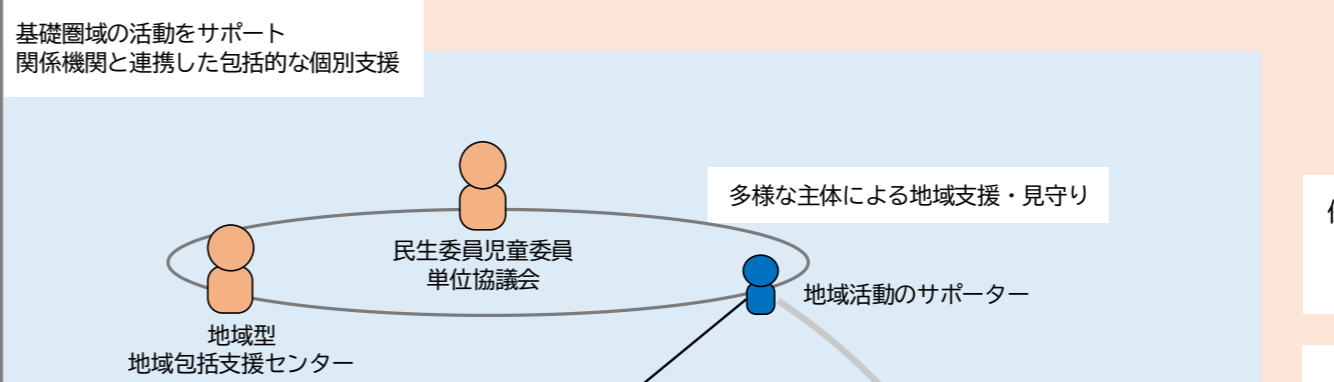 基礎圏域の活動をサポート
関係機関と連携した包括的な個別支援
多様な主体による地域支援・見守り
民生委員児童委員
単位協議会
地域活動のサポーター
地域型
地域包括支援センター